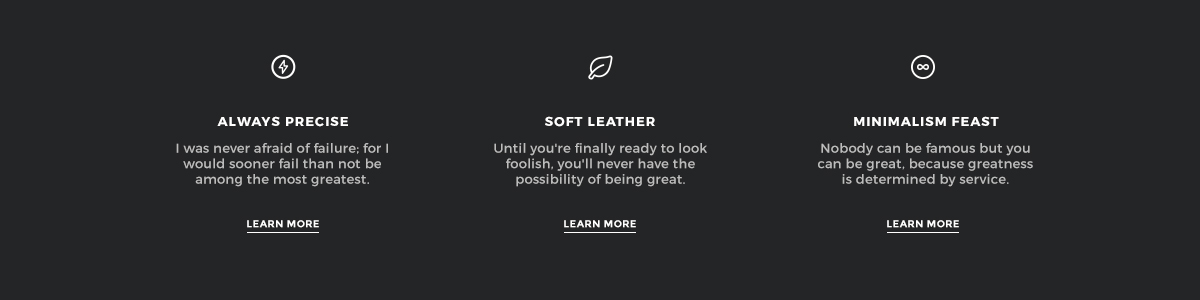 ALWAYS PRECISE
I was never afraid of failure; for I
would sooner fail than not be
among the most greatest.
LEARN MORE
SOFT LEATHER
Until you're finally ready to look
foolish, you'll never have the
possibility of being great.
LEARN MORE
MINIMALISM FEAST
Nobody can be famous but you
can be great, because greatness
is determined by service.
LEARN MORE